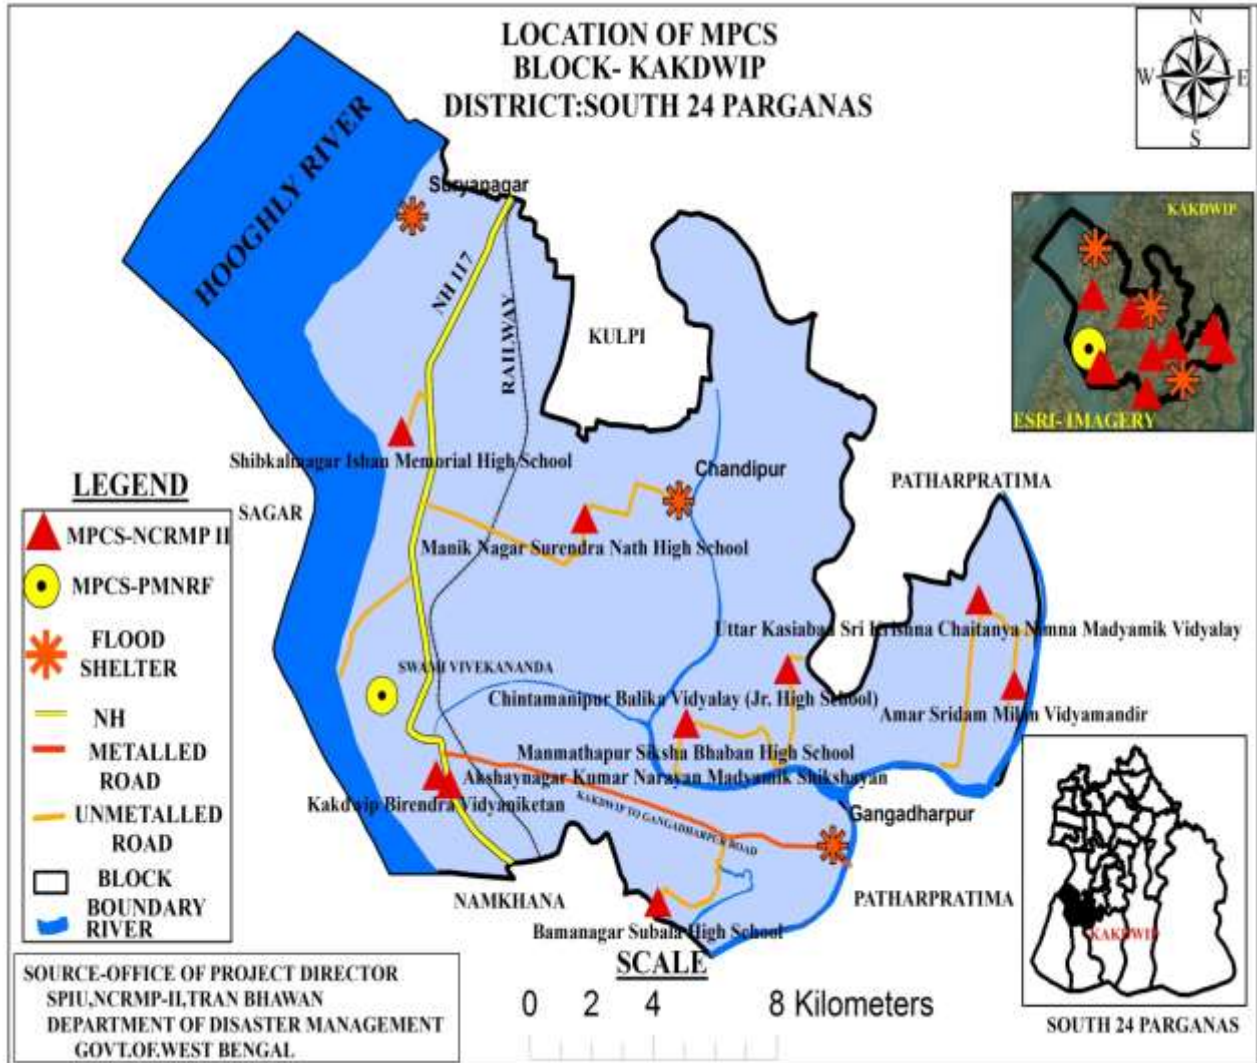 LOCATION OF MPCS
BLOCK- KAKDWIP
DISTRICT:SOUTH 24 PARGANAS
N
W E
S
HOOGHLY RIVER
Suryanagar
NH 117
RAILWAY
KULPI
KAKDWIP
ESRI- IMAGERY
Shibkalinagar Ishan Memorial High School
Chandipur
PATHARPRATIMA
SAGAR
Manik Nagar Surendra Nath High School
Uttar Kasiabad Sri Krishna Chaitanya Nimna Madyamik Vidyalay
SWAMI VIVEKANANDA
Chintamanipur Balika Vidyalay (Jr. High School)
Amar Sridam Milan Vidyamandir
Manmathapur Siksha Bhaban High School
Akshaynagar Kumar Narayan Madyamik Shikshayan
Kakdwip Birendra Vidyaniketan
KAKDWIP TO GANGADHARPUR ROAD
Gangadharpur
NAMKHANA
PATHARPRATIMA
Bamanagar Subala High School
LEGEND
MPCS-NCRMP II
MPCS-PMNRF
FLOOD
SHELTER
NH
METALLED
ROAD
UNMETALLED
ROAD
BLOCK
BOUNDARY
RIVER
SCALE
0 2 4 8 Kilometers
SOURCE-OFFICE OF PROJECT DIRECTOR
SPIU,NCRMP-II,TRAN BHAWAN
DEPARTMENT OF DISASTER MANAGEMENT
GOVT.OF.WEST BENGAL
KAKDWIP
SOUTH 24 PARGANAS